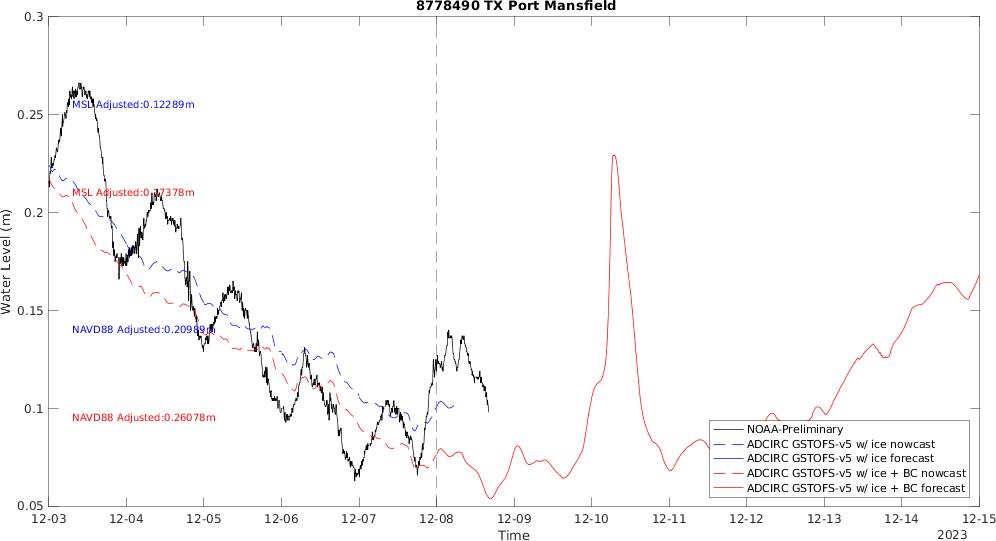 8778490 TX Port Mansfield
0.3
0.25
0.2
0.15
0.1
0.05
Water Level (m)
MSL Adjusted:0.12289m
MSL Adjusted:0.17378m
NAVD88 Adjusted:0.20989m
NAVD88 Adjusted:0.26078m
NOAA-Preliminary
ADCIRC GSTOFS-v5 w/ ice nowcast
ADCIRC GSTOFS-v5 w/ ice forecast
ADCIRC GSTOFS-v5 w/ ice + BC nowcast
ADCIRC GSTOFS-v5 w/ ice + BC forecast
12-03 12-04 12-05 12-06 12-07 12-08 12-09 12-10 12-11 12-12 12-13 12-14 12-15
Time
2023